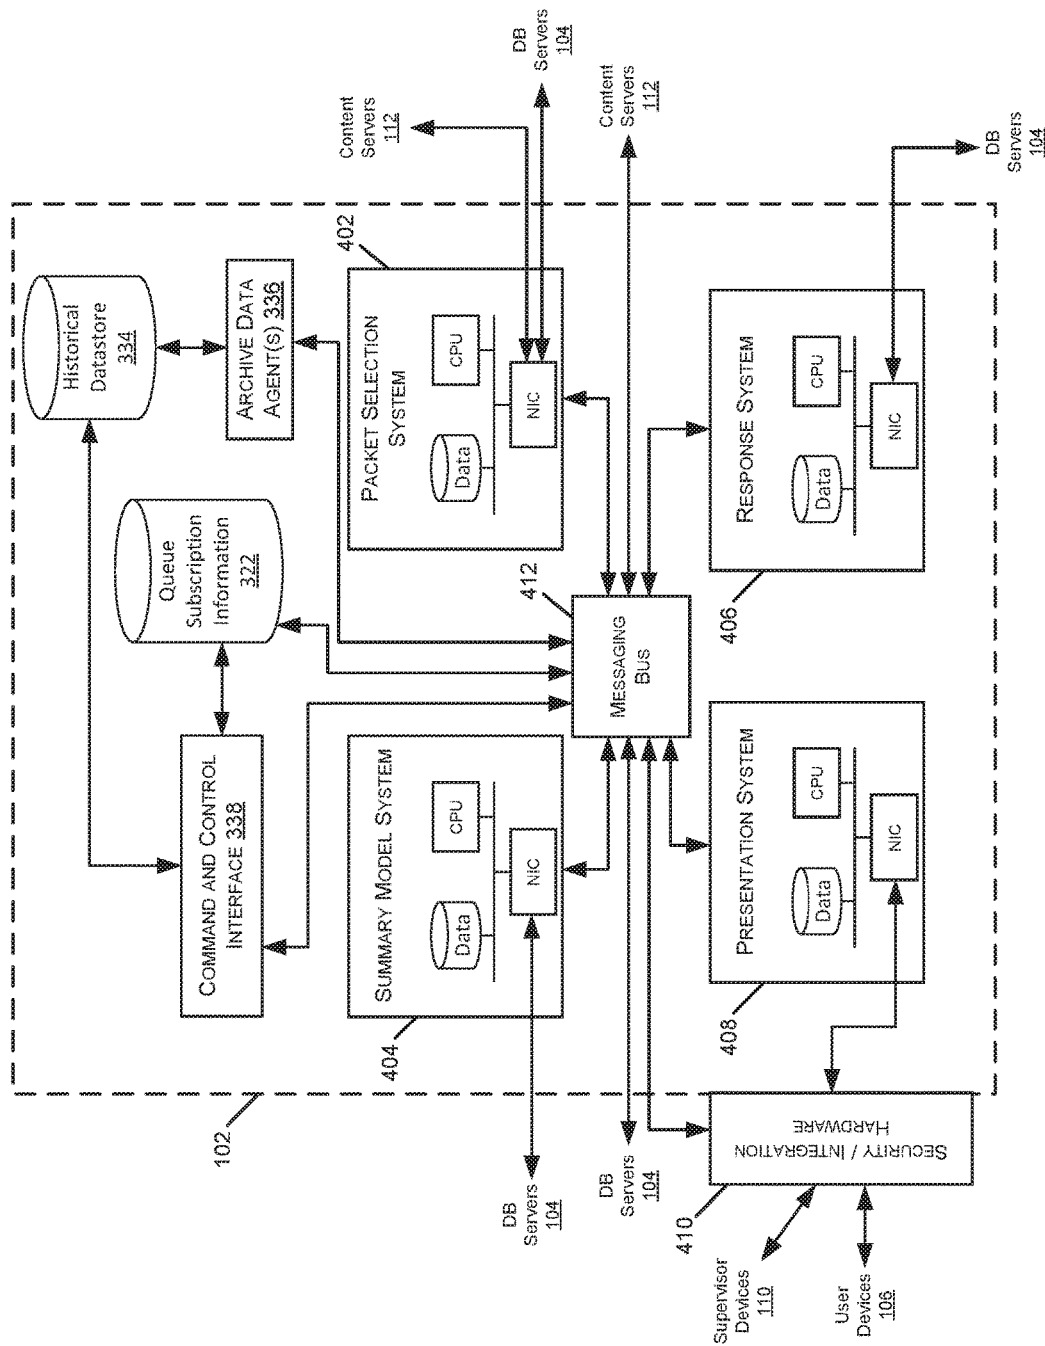 102
COMMAND AND CONTROL
INTERFACE 338
Historical
Datastore
334
Queue
Subscription
Information
322
ARCHIVE DATA
AGENT(S) 336
404
SUMMARY MODEL SYSTEM
Data
CPU
NIC
DB
Servers
104
402
PACKET SELECTION
SYSTEM
Data
CPU
NIC
Content
Servers
112
DB
Servers
104
412
MESSAGING
BUS
DB
Servers
104
Content
Servers
112
408
PRESENTATION SYSTEM
Data
CPU
NIC
406
RESPONSE SYSTEM
Data
CPU
NIC
DB
Servers
104
410
SECURITY / INTEGRATION
HARDWARE
Supervisor
Devices
110
User
Devices
106